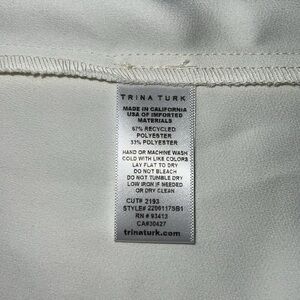 TRINA TURK
MADE IN CALIFORNIA
USA OF IMPORTED
MATERIALS
67% RECYCLED
POLYESTER
33% POLYESTER
HAND OR MACHINE WASH
COLD WITH LIKE COLORS
LAY FLAT TO DRY
DO NOT BLEACH
DO NOT TUMBLE DRY
LOW IRON IF NEEDED
OR DRY CLEAN
CUT# 2193
STYLE# 2206117SB1
RN # 93413
CA#30427
trinaturk.com